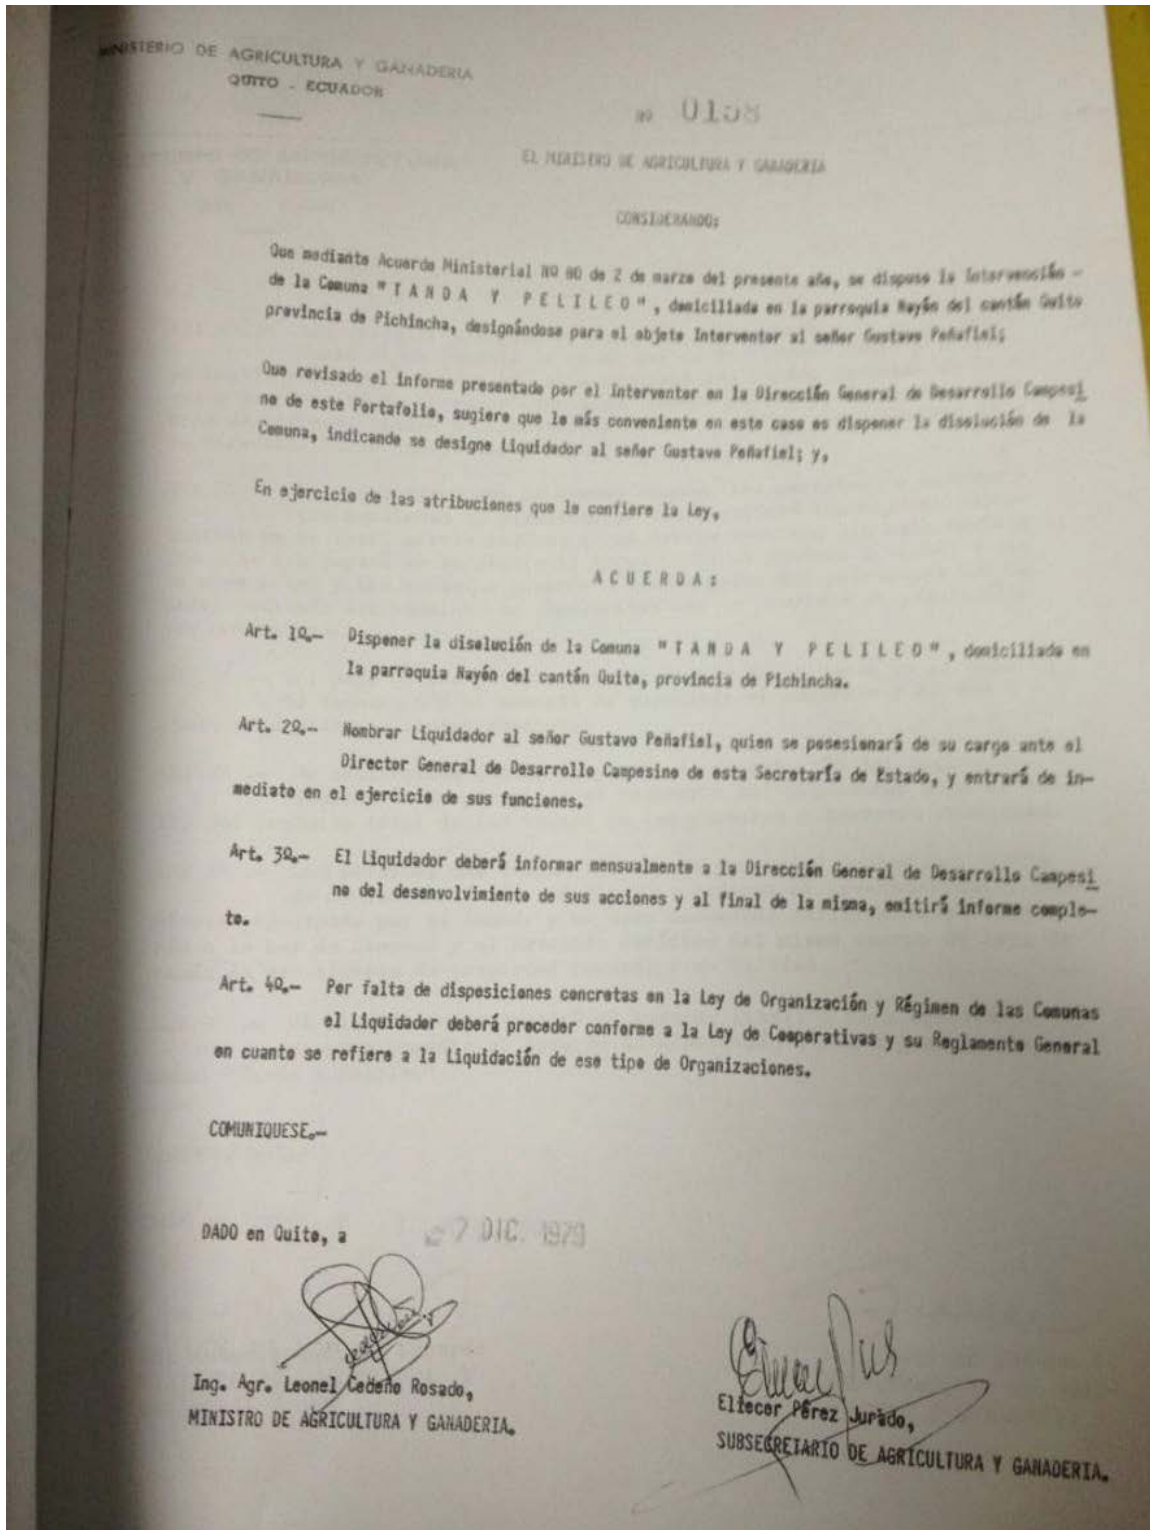 MINISTERIO DE AGRICULTURA Y GANADERIA
QUITO - ECUADOR
Nº 0158
EL MINISTRO DE AGRICULTURA Y GANADERIA
CONSIDERANDO:
Que mediante Acuerdo Ministerial Nº 80 de 2 de marzo del presente año, se dispuso la Intervención -
de la Comuna "T A N D A Y P E L I L E O", domiciliada en la parroquia Nayón del cantón Quito
provincia de Pichincha, designándose para el objeto Interventor al señor Gustavo Peñafiel;
Que revisado el informe presentado por el Interventor en la Dirección General de Desarrollo Campesi
no de este Portafolio, sugiere que lo más conveniente en este caso es disponer la disolución de la
Comuna, indicando se designe Liquidador al señor Gustavo Peñafiel; y,
En ejercicio de las atribuciones que le confiere la Ley,
A C U E R D A :
Art. 1º.- Disponer la disolución de la Comuna "T A N D A Y P E L I L E O", domiciliada en
la parroquia Nayón del cantón Quito, provincia de Pichincha.
Art. 2º.- Nombrar Liquidador al señor Gustavo Peñafiel, quien se posesionará de su cargo ante el
Director General de Desarrollo Campesino de esta Secretaría de Estado, y entrará de in-
mediato en el ejercicio de sus funciones.
Art. 3º.- El Liquidador deberá informar mensualmente a la Dirección General de Desarrollo Campesi
no del desenvolvimiento de sus acciones y al final de la misma, emitirá informe comple-
to.
Art. 4º.- Por falta de disposiciones concretas en la Ley de Organización y Régimen de las Comunas
el Liquidador deberá proceder conforme a la Ley de Cooperativas y su Reglamento General
en cuanto se refiere a la Liquidación de ese tipo de Organizaciones.
COMUNIQUESE.-
DADO en Quito, a 7 DIC. 1979
Ing. Agr. Leonel Cedeño Rosado,
MINISTRO DE AGRICULTURA Y GANADERIA.
Eliecer Pérez Jurado,
SUBSECRETARIO DE AGRICULTURA Y GANADERIA.